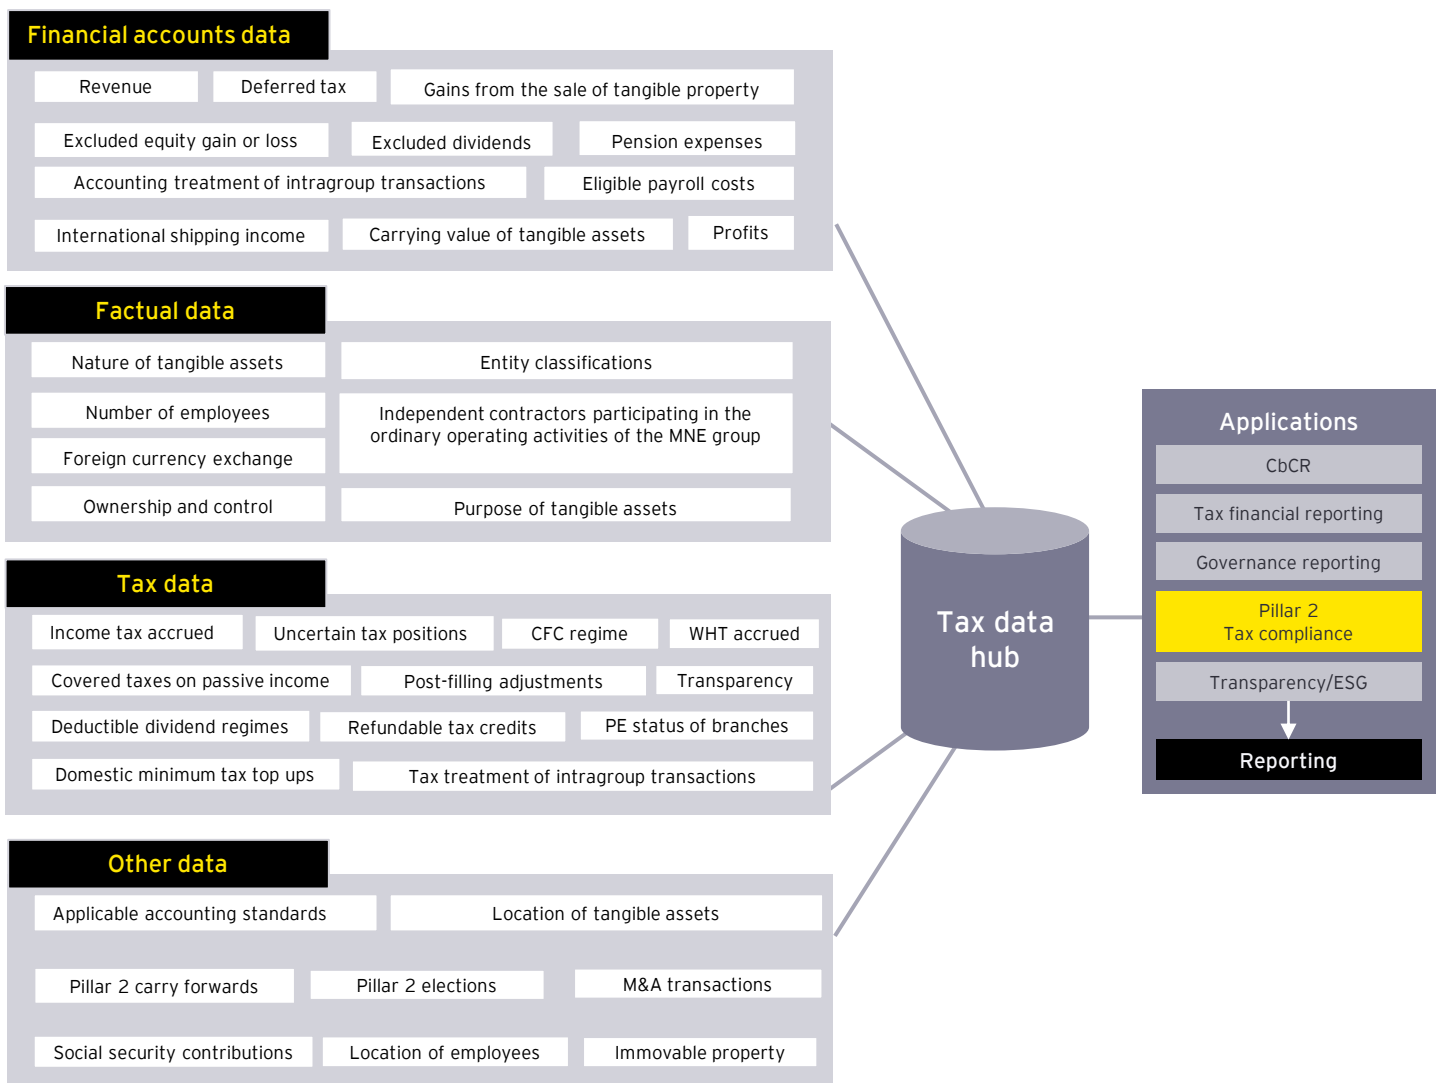 Financial accounts data
Revenue
Deferred tax
Gains from the sale of tangible property
Excluded equity gain or loss
Excluded dividends
Pension expenses
Accounting treatment of intragroup transactions
Eligible payroll costs
International shipping income
Carrying value of tangible assets
Profits
Factual data
Nature of tangible assets
Entity classifications
Number of employees
Independent contractors participating in the
ordinary operating activities of the MNE group
Foreign currency exchange
Ownership and control
Purpose of tangible assets
Tax data
Income tax accrued
Uncertain tax positions
CFC regime
WHT accrued
Covered taxes on passive income
Post-filling adjustments
Transparency
Deductible dividend regimes
Refundable tax credits
PE status of branches
Domestic minimum tax top ups
Tax treatment of intragroup transactions
Other data
Applicable accounting standards
Location of tangible assets
Pillar 2 carry forwards
Pillar 2 elections
M&A transactions
Social security contributions
Location of employees
Immovable property
Tax data
hub
Applications
CbCR
Tax financial reporting
Governance reporting
Pillar 2
Tax compliance
Transparency/ESG
Reporting